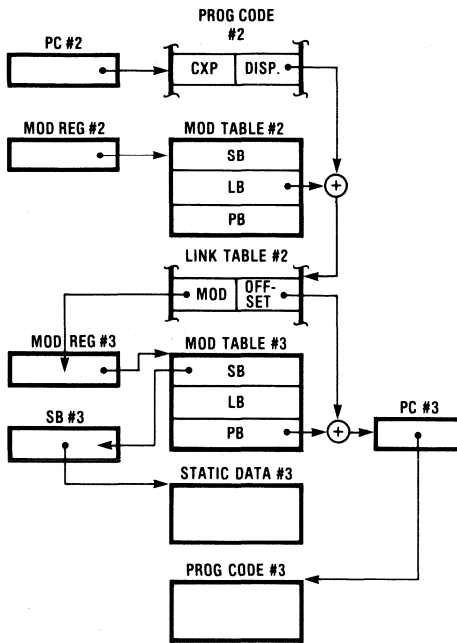 PROG CODE
#2
PC #2
CXP
DISP.
MOD REG #2
MOD TABLE #2
SB
LB
+
PB
LINK TABLE #2
MOD
OFF-
SET
MOD REG #3
MOD TABLE #3
SB
LB
SB #3
PB
+
PC #3
STATIC DATA #3
PROG CODE #3